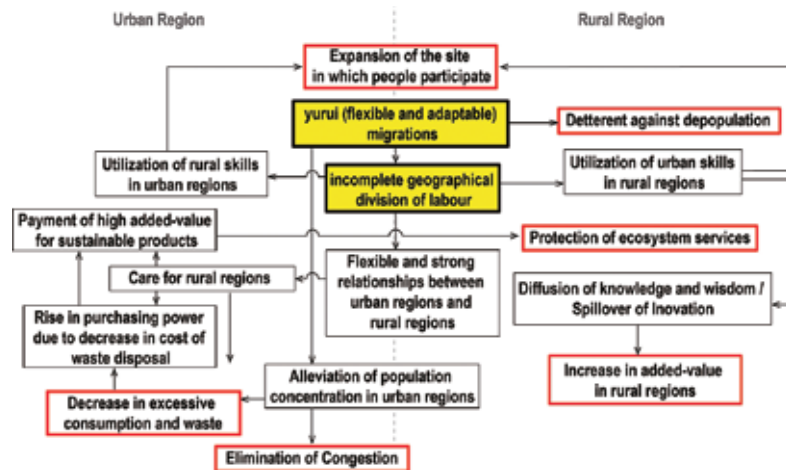 Urban Region
Rural Region
Expansion of the site
in which people participate
yurui (flexible and adaptable)
migrations
Detterent against depopulation
Utilization of rural skills
in urban regions
incomplete geographical
division of labour
Utilization of urban skills
in rural regions
Payment of high added-value
for sustainable products
Protection of ecosystem services
Care for rural regions
Flexible and strong
relationships between
urban regions and
rural regions
Diffusion of knowledge and wisdom /
Spillover of Inovation
Rise in purchasing power
due to decrease in cost of
waste disposal
Alleviation of population
concentration in urban regions
Increase in added-value
in rural regions
Decrease in excessive
consumption and waste
Elimination of Congestion